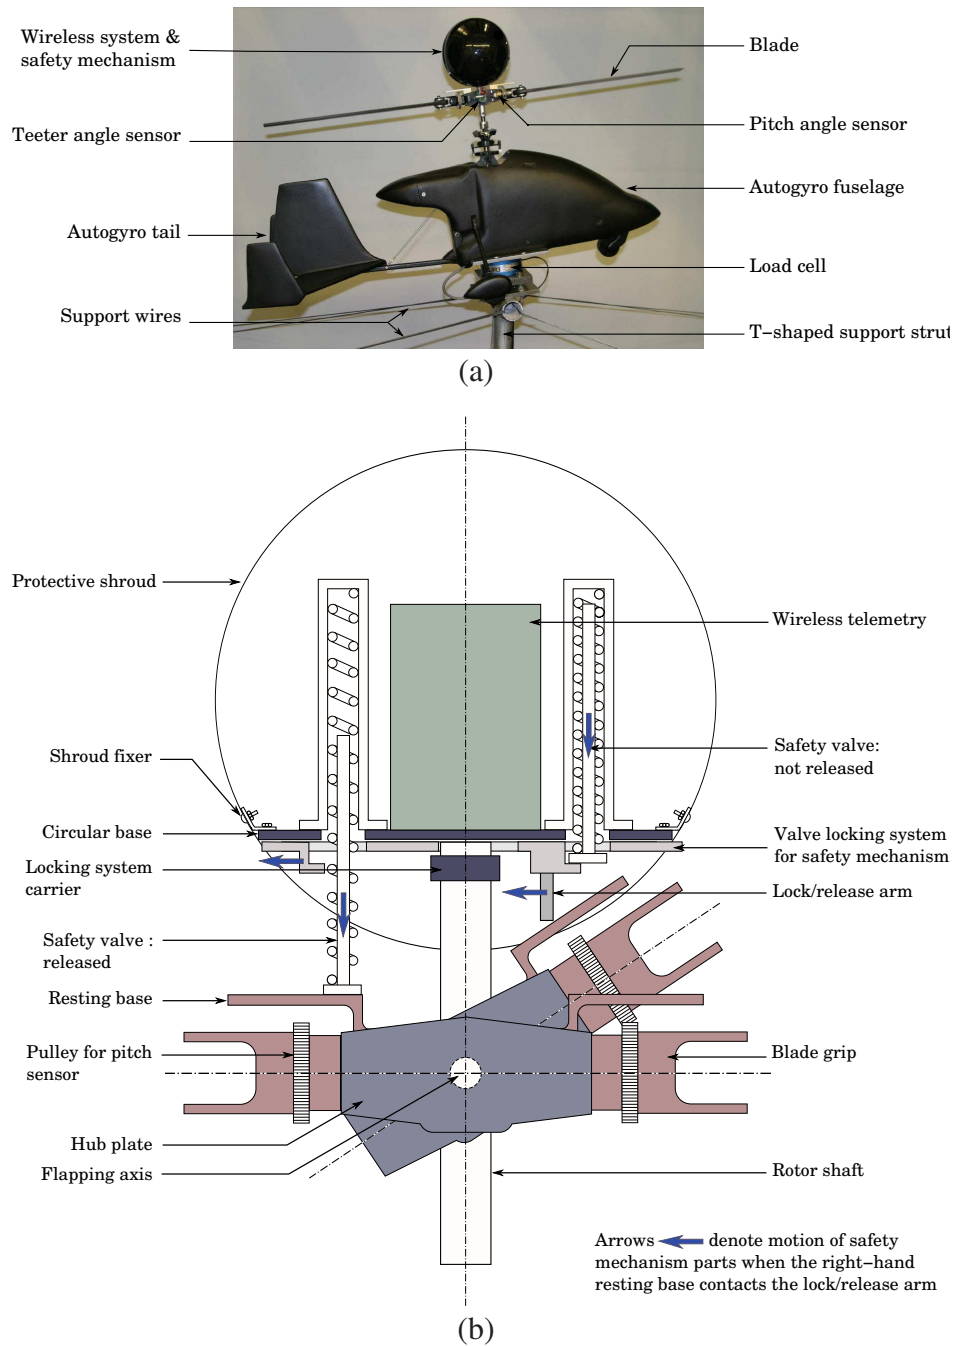 Wireless system &
safety mechanism
Blade
Teeter angle sensor
Pitch angle sensor
Autogyro fuselage
Autogyro tail
Load cell
Support wires
T−shaped support strut
(a)
Protective shroud
Wireless telemetry
Shroud fixer
Safety valve:
not released
Circular base
Valve locking system
for safety mechanism
Locking system
carrier
Lock/release arm
Safety valve :
released
Resting base
Pulley for pitch
sensor
Blade grip
Hub plate
Flapping axis
Rotor shaft
Arrows denote motion of safety
mechanism parts when the right−hand
resting base contacts the lock/release arm
(b)